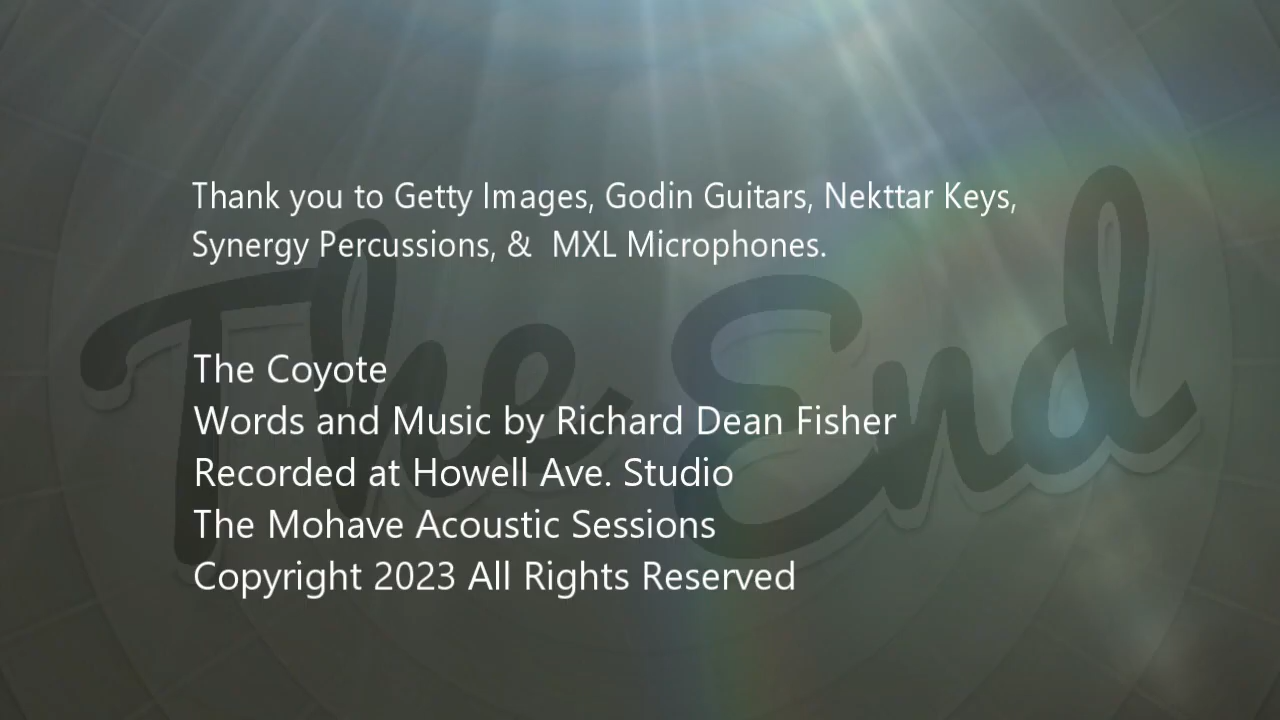 Thank you to Getty Images, Godin Guitars, Nekttar Keys,
Synergy Percussions, & MXL Microphones.
The End
The Coyote
Words and Music by Richard Dean Fisher
Recorded at Howell Ave. Studio
The Mohave Acoustic Sessions
Copyright 2023 All Rights Reserved